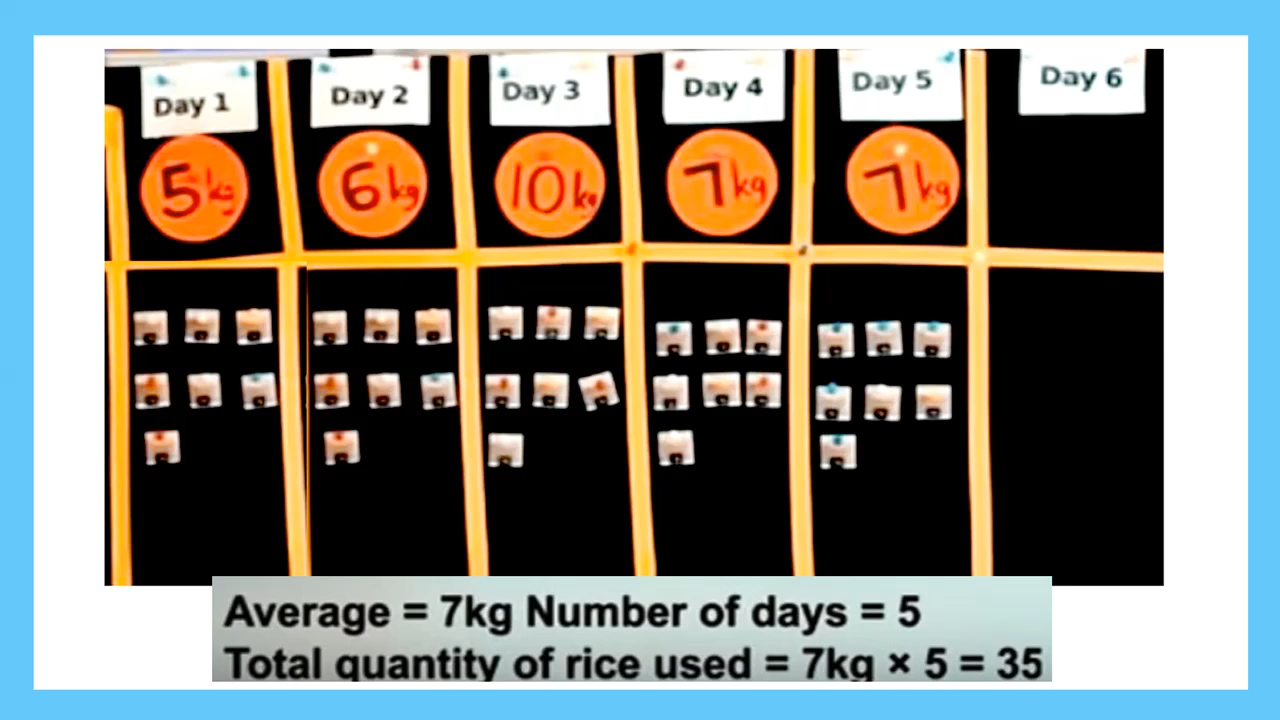 Day 1 Day 2 Day 3 Day 4 Day 5 Day 6
5kg 6kg 10kg 7kg 7kg
Average = 7kg Number of days = 5
Total quantity of rice used = 7kg × 5 = 35